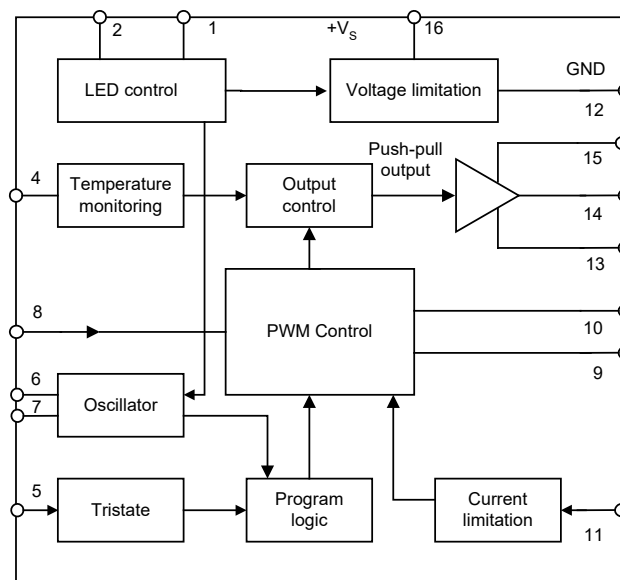 2
1
+VS
16
GND
LED control
Voltage limitation
12
Push-pull
output
15
4
Temperature
monitoring
Output
control
14
13
8
PWM Control
10
9
6
7
Oscillator
5
Tristate
Program
logic
Current
limitation
11